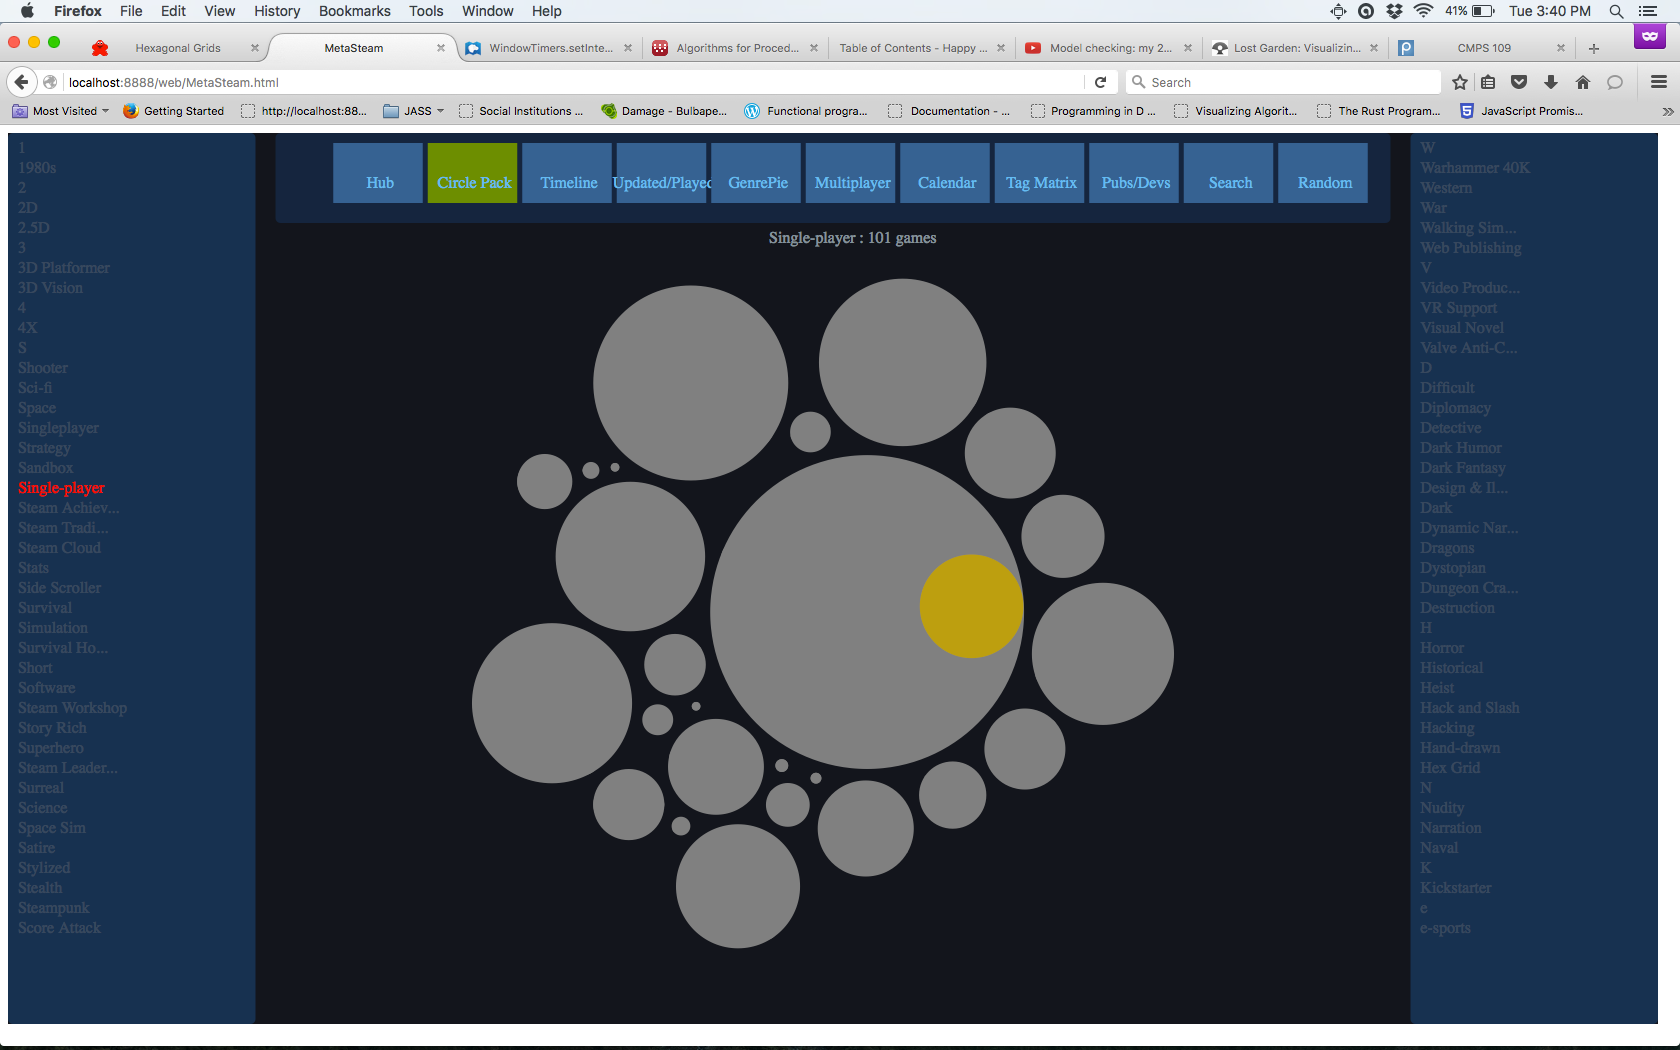 Firefox File Edit View History Bookmarks Tools Window Help 41% Tue 3:40 PM
Hexagonal Grids MetaSteam WindowTimers.setInte... Algorithms for Proced... Table of Contents - Happy ... Model checking: my 2... Lost Garden: Visualizin... CMPS 109
localhost:8888/web/MetaSteam.html Search
Most Visited Getting Started http://localhost:88... JASS Social Institutions ... Damage - Bulbape... Functional progra... Documentation - ... Programming in D ... Visualizing Algorit... The Rust Program... JavaScript Promis...
Hub Circle Pack Timeline Updated/Played GenrePie Multiplayer Calendar Tag Matrix Pubs/Devs Search Random
Single-player : 101 games
1
1980s
2
2D
2.5D
3
3D Platformer
3D Vision
4
4X
S
Shooter
Sci-fi
Space
Singleplayer
Strategy
Sandbox
Single-player
Steam Achiev...
Steam Tradi...
Steam Cloud
Stats
Side Scroller
Survival
Simulation
Survival Ho...
Short
Software
Steam Workshop
Story Rich
Superhero
Steam Leader...
Surreal
Science
Space Sim
Satire
Stylized
Stealth
Steampunk
Score Attack
W
Warhammer 40K
Western
War
Walking Sim...
Web Publishing
V
Video Produc...
VR Support
Visual Novel
Valve Anti-C...
D
Difficult
Diplomacy
Detective
Dark Humor
Dark Fantasy
Design & Il...
Dark
Dynamic Nar...
Dragons
Dystopian
Dungeon Cra...
Destruction
H
Horror
Historical
Heist
Hack and Slash
Hacking
Hand-drawn
Hex Grid
N
Nudity
Narration
Naval
K
Kickstarter
e
e-sports